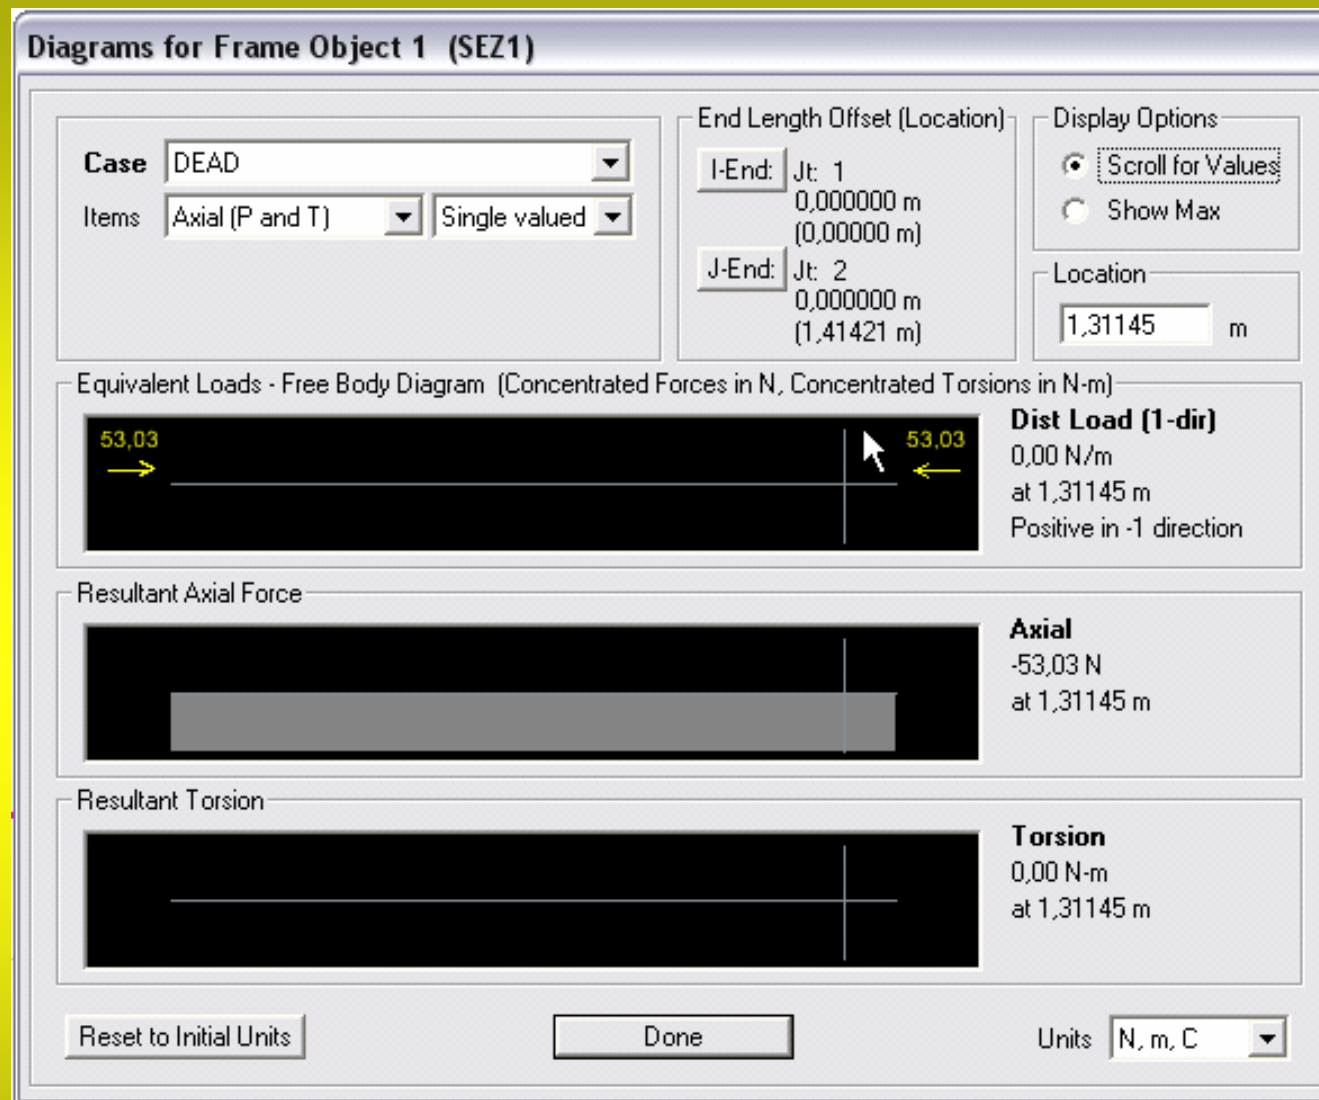 Diagrams for Frame Object 1 (SEZ1)
Case DEAD
Items Axial (P and T) Single valued
End Length Offset (Location)
I-End: Jt: 1
0,000000 m
(0,00000 m)
J-End: Jt: 2
0,000000 m
(1,41421 m)
Display Options
Scroll for Values
Show Max
Location
1,31145 m
Equivalent Loads - Free Body Diagram (Concentrated Forces in N, Concentrated Torsions in N-m)
53,03 53,03
Dist Load (1-dir)
0,00 N/m
at 1,31145 m
Positive in -1 direction
Resultant Axial Force
Axial
-53,03 N
at 1,31145 m
Resultant Torsion
Torsion
0,00 N-m
at 1,31145 m
Reset to Initial Units Done Units N, m, C